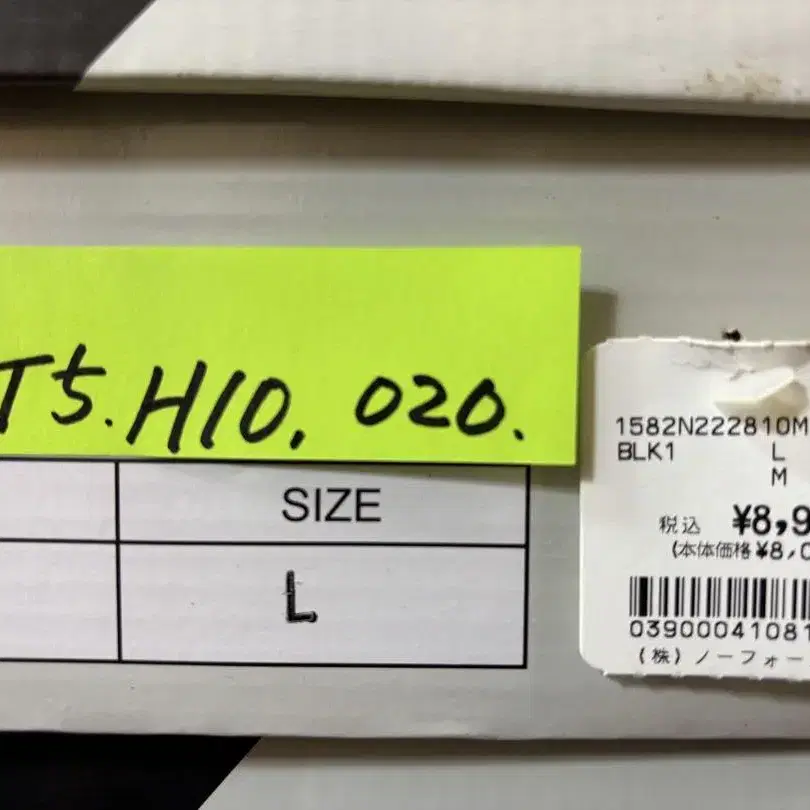 T5.H10.020.
SIZE
L
1582N222810M
BLK1 L
M
税込 ¥8,9
(本体価格¥8,0
03900041081
(株)ノーフォー